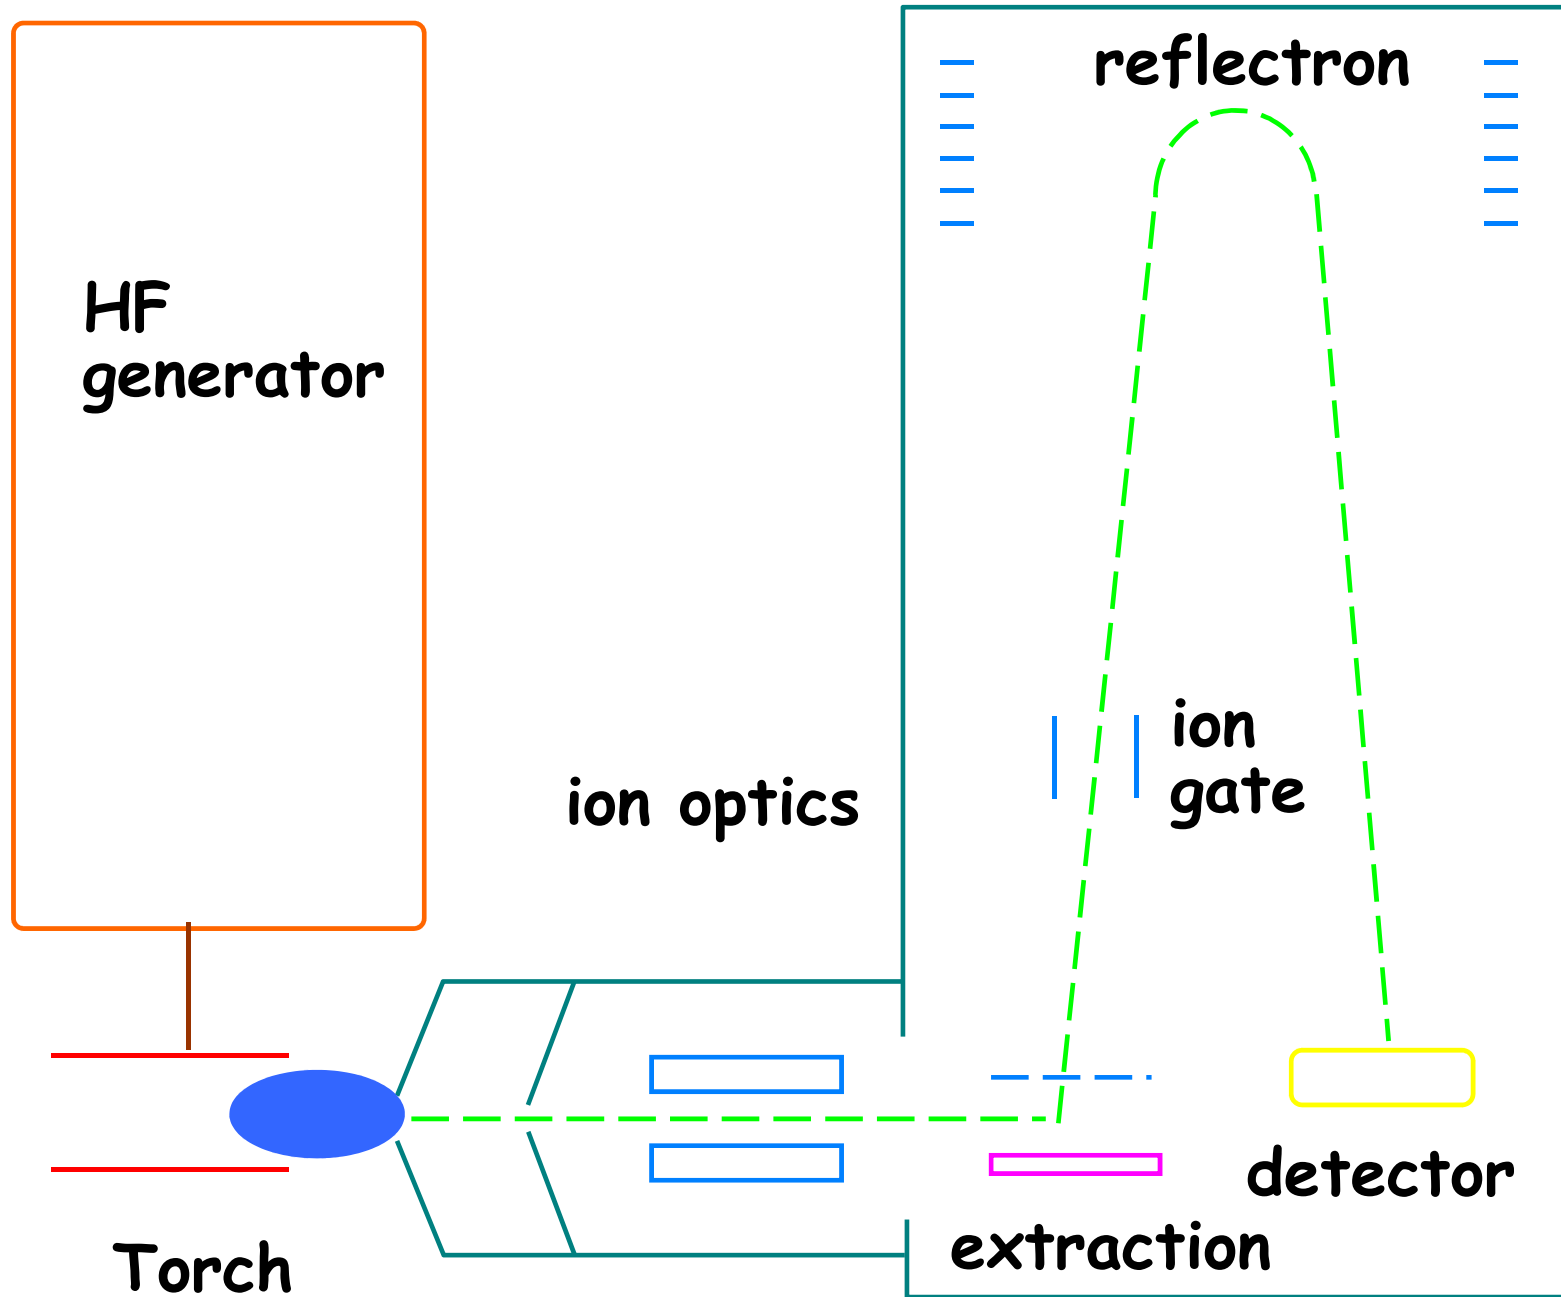 reflectron
HF
generator
ion
gate
ion optics
detector
extraction
Torch